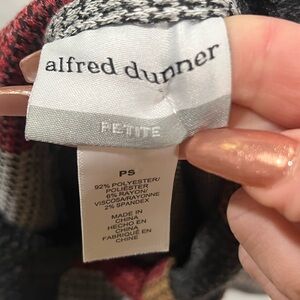 alfred dunner
PETITE
PS
92% POLYESTER/
POLIESTER
6% RAYON/
VISCOSA/RAYONNE
2% SPANDEX
MADE IN
CHINA
HECHO EN
CHINA
FABRIQUÉ EN
CHINE